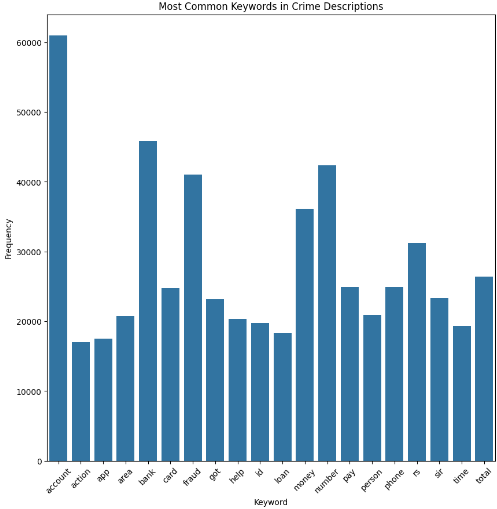 Most Common Keywords in Crime Descriptions
60000
50000
40000
30000
20000
10000
0
Frequency
account
action
app
area
bank
card
fraud
got
help
id
loan
money
number
pay
person
phone
rs
sir
time
total
Keyword